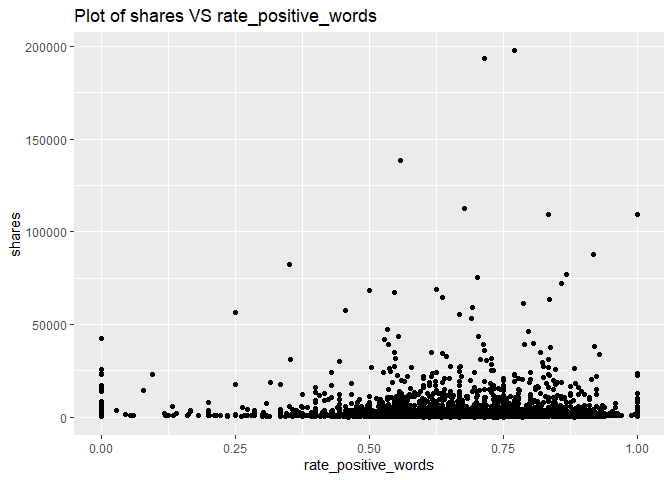 Plot of shares VS rate_positive_words
200000
150000
100000
50000
0
shares
0.00 0.25 0.50 0.75 1.00
rate_positive_words